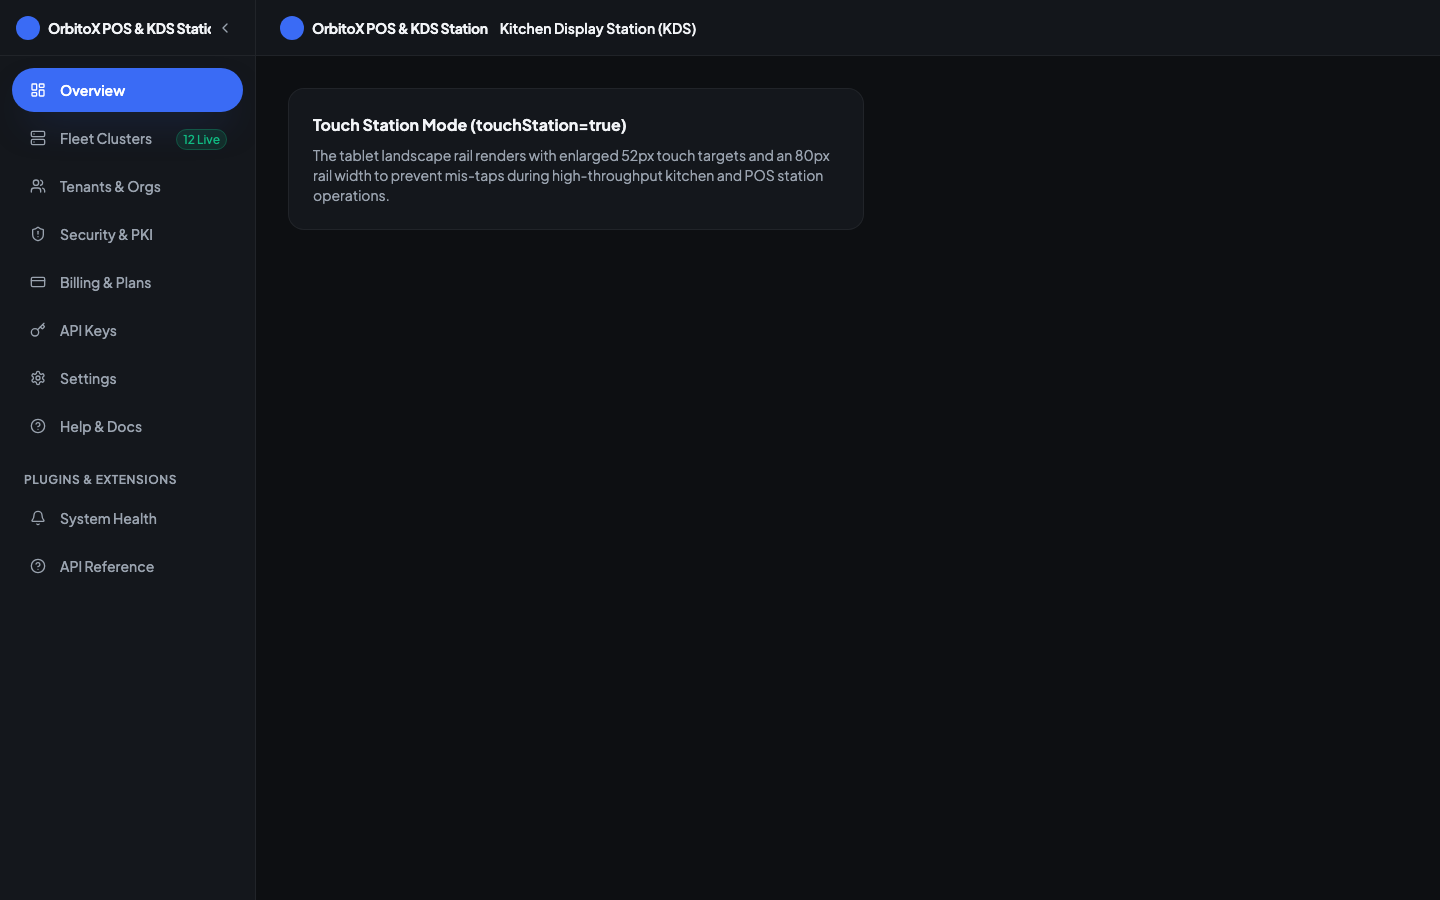 OrbitoX POS & KDS Static
OrbitoX POS & KDS Station Kitchen Display Station (KDS)
Overview
Fleet Clusters 12 Live
Tenants & Orgs
Security & PKI
Billing & Plans
API Keys
Settings
Help & Docs
PLUGINS & EXTENSIONS
System Health
API Reference
Touch Station Mode (touchStation=true)
The tablet landscape rail renders with enlarged 52px touch targets and an 80px
rail width to prevent mis-taps during high-throughput kitchen and POS station
operations.